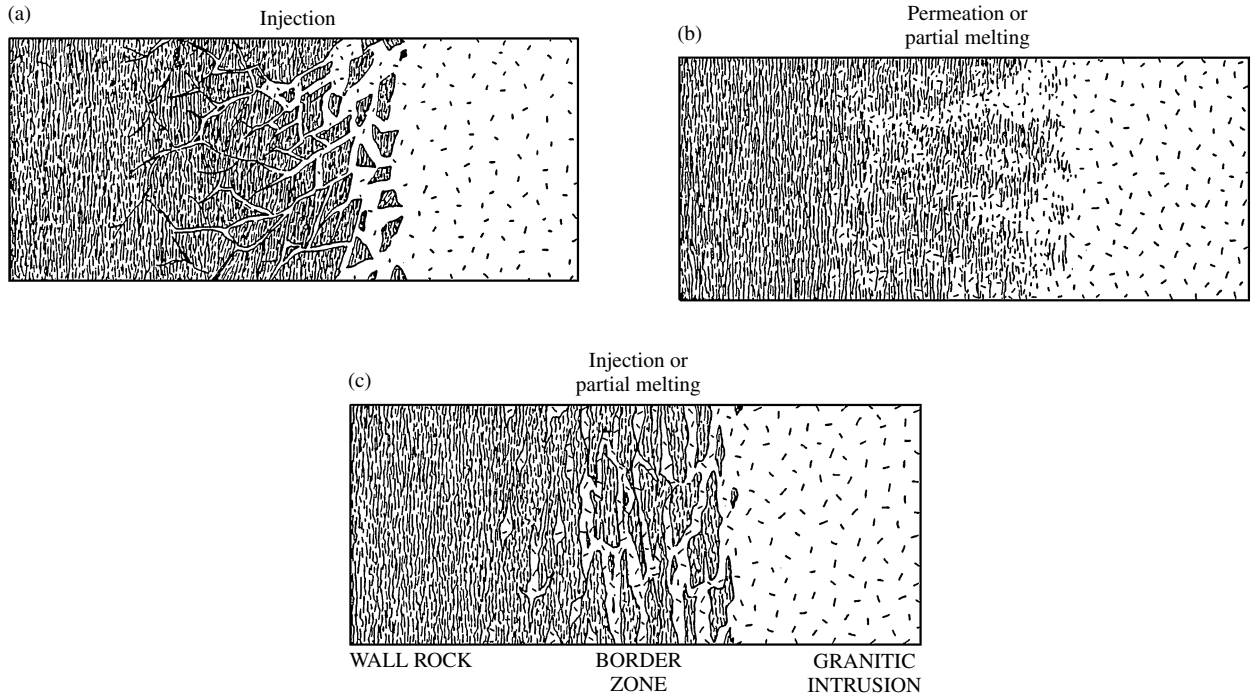 (a)
Injection
(b)
Permeation or
partial melting
(c)
Injection or
partial melting
WALL ROCK
BORDER
ZONE
GRANITIC
INTRUSION